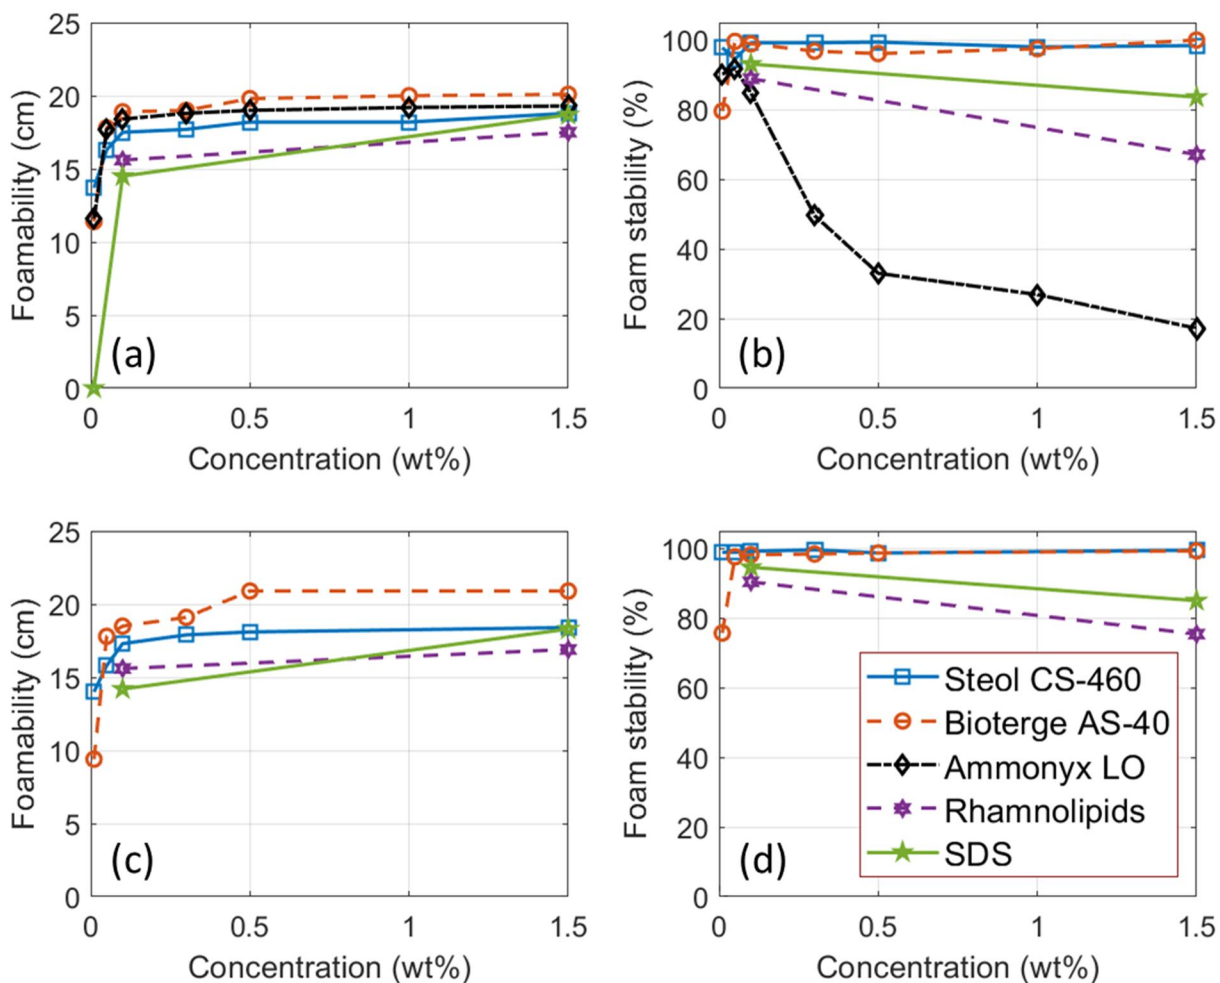 25
20
15
10
5
0
Foamability (cm)
(a)
0 0.5 1 1.5
Concentration (wt%)
100
80
60
40
20
0
Foam stability (%)
(b)
0 0.5 1 1.5
Concentration (wt%)
25
20
15
10
5
0
Foamability (cm)
(c)
0 0.5 1 1.5
Concentration (wt%)
100
80
60
40
20
0
Foam stability (%)
(d)
Steol CS-460
Bioterge AS-40
Ammonyx LO
Rhamnolipids
SDS
0 0.5 1 1.5
Concentration (wt%)